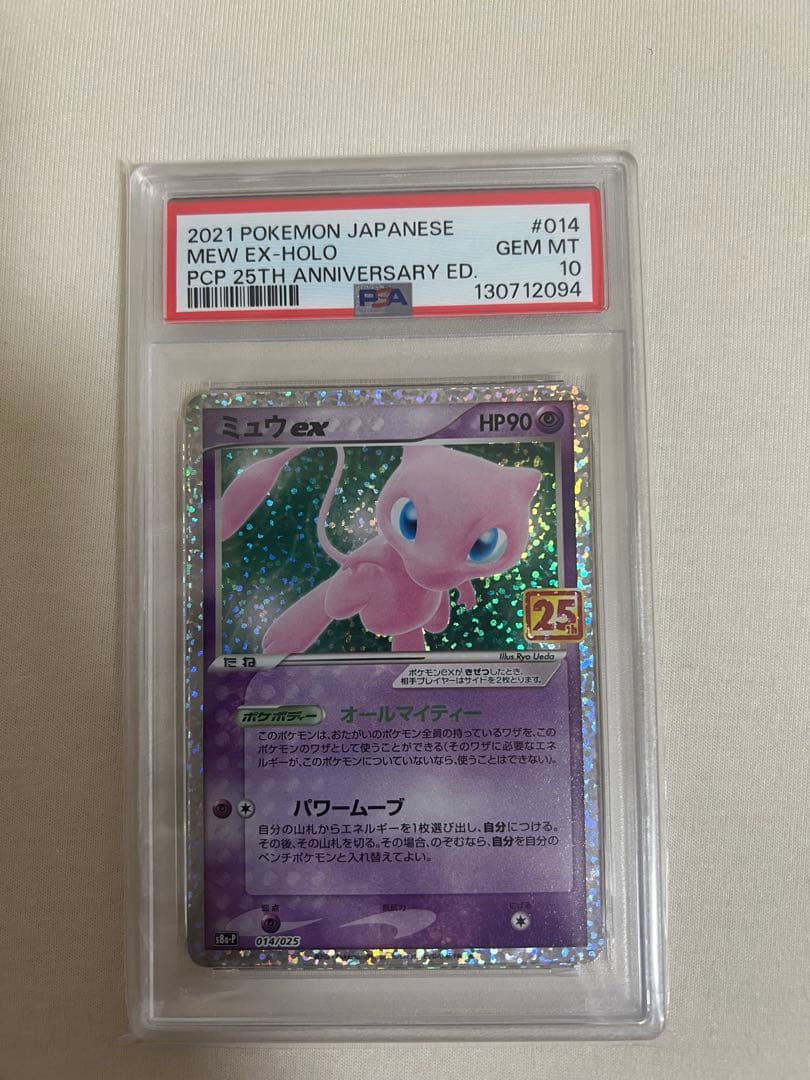 2021 POKEMON JAPANESE #014
MEW EX-HOLO GEM MT
PCP 25TH ANNIVERSARY ED. 10
PSA 130712094
ミュウex HP90
25th
たね Illus. Ryo Ueda
ポケモンexがきぜつしたとき、
相手プレイヤーはサイドを2枚とります。
ポケボディー オールマイティー
このポケモンは、おたがいのポケモン全員の持っているワザを、この
ポケモンのワザとして使うことができる(そのワザに必要なエネ
ルギーが、このポケモンについていないなら、使うことはできない)。
パワームーブ
自分の山札からエネルギーを1枚選び出し、自分につける。
その後、その山札を切る。その場合、のぞむなら、自分を自分の
ベンチポケモンと入れ替えてよい。
弱点 抵抗力 にげる
s8a-P 014/025